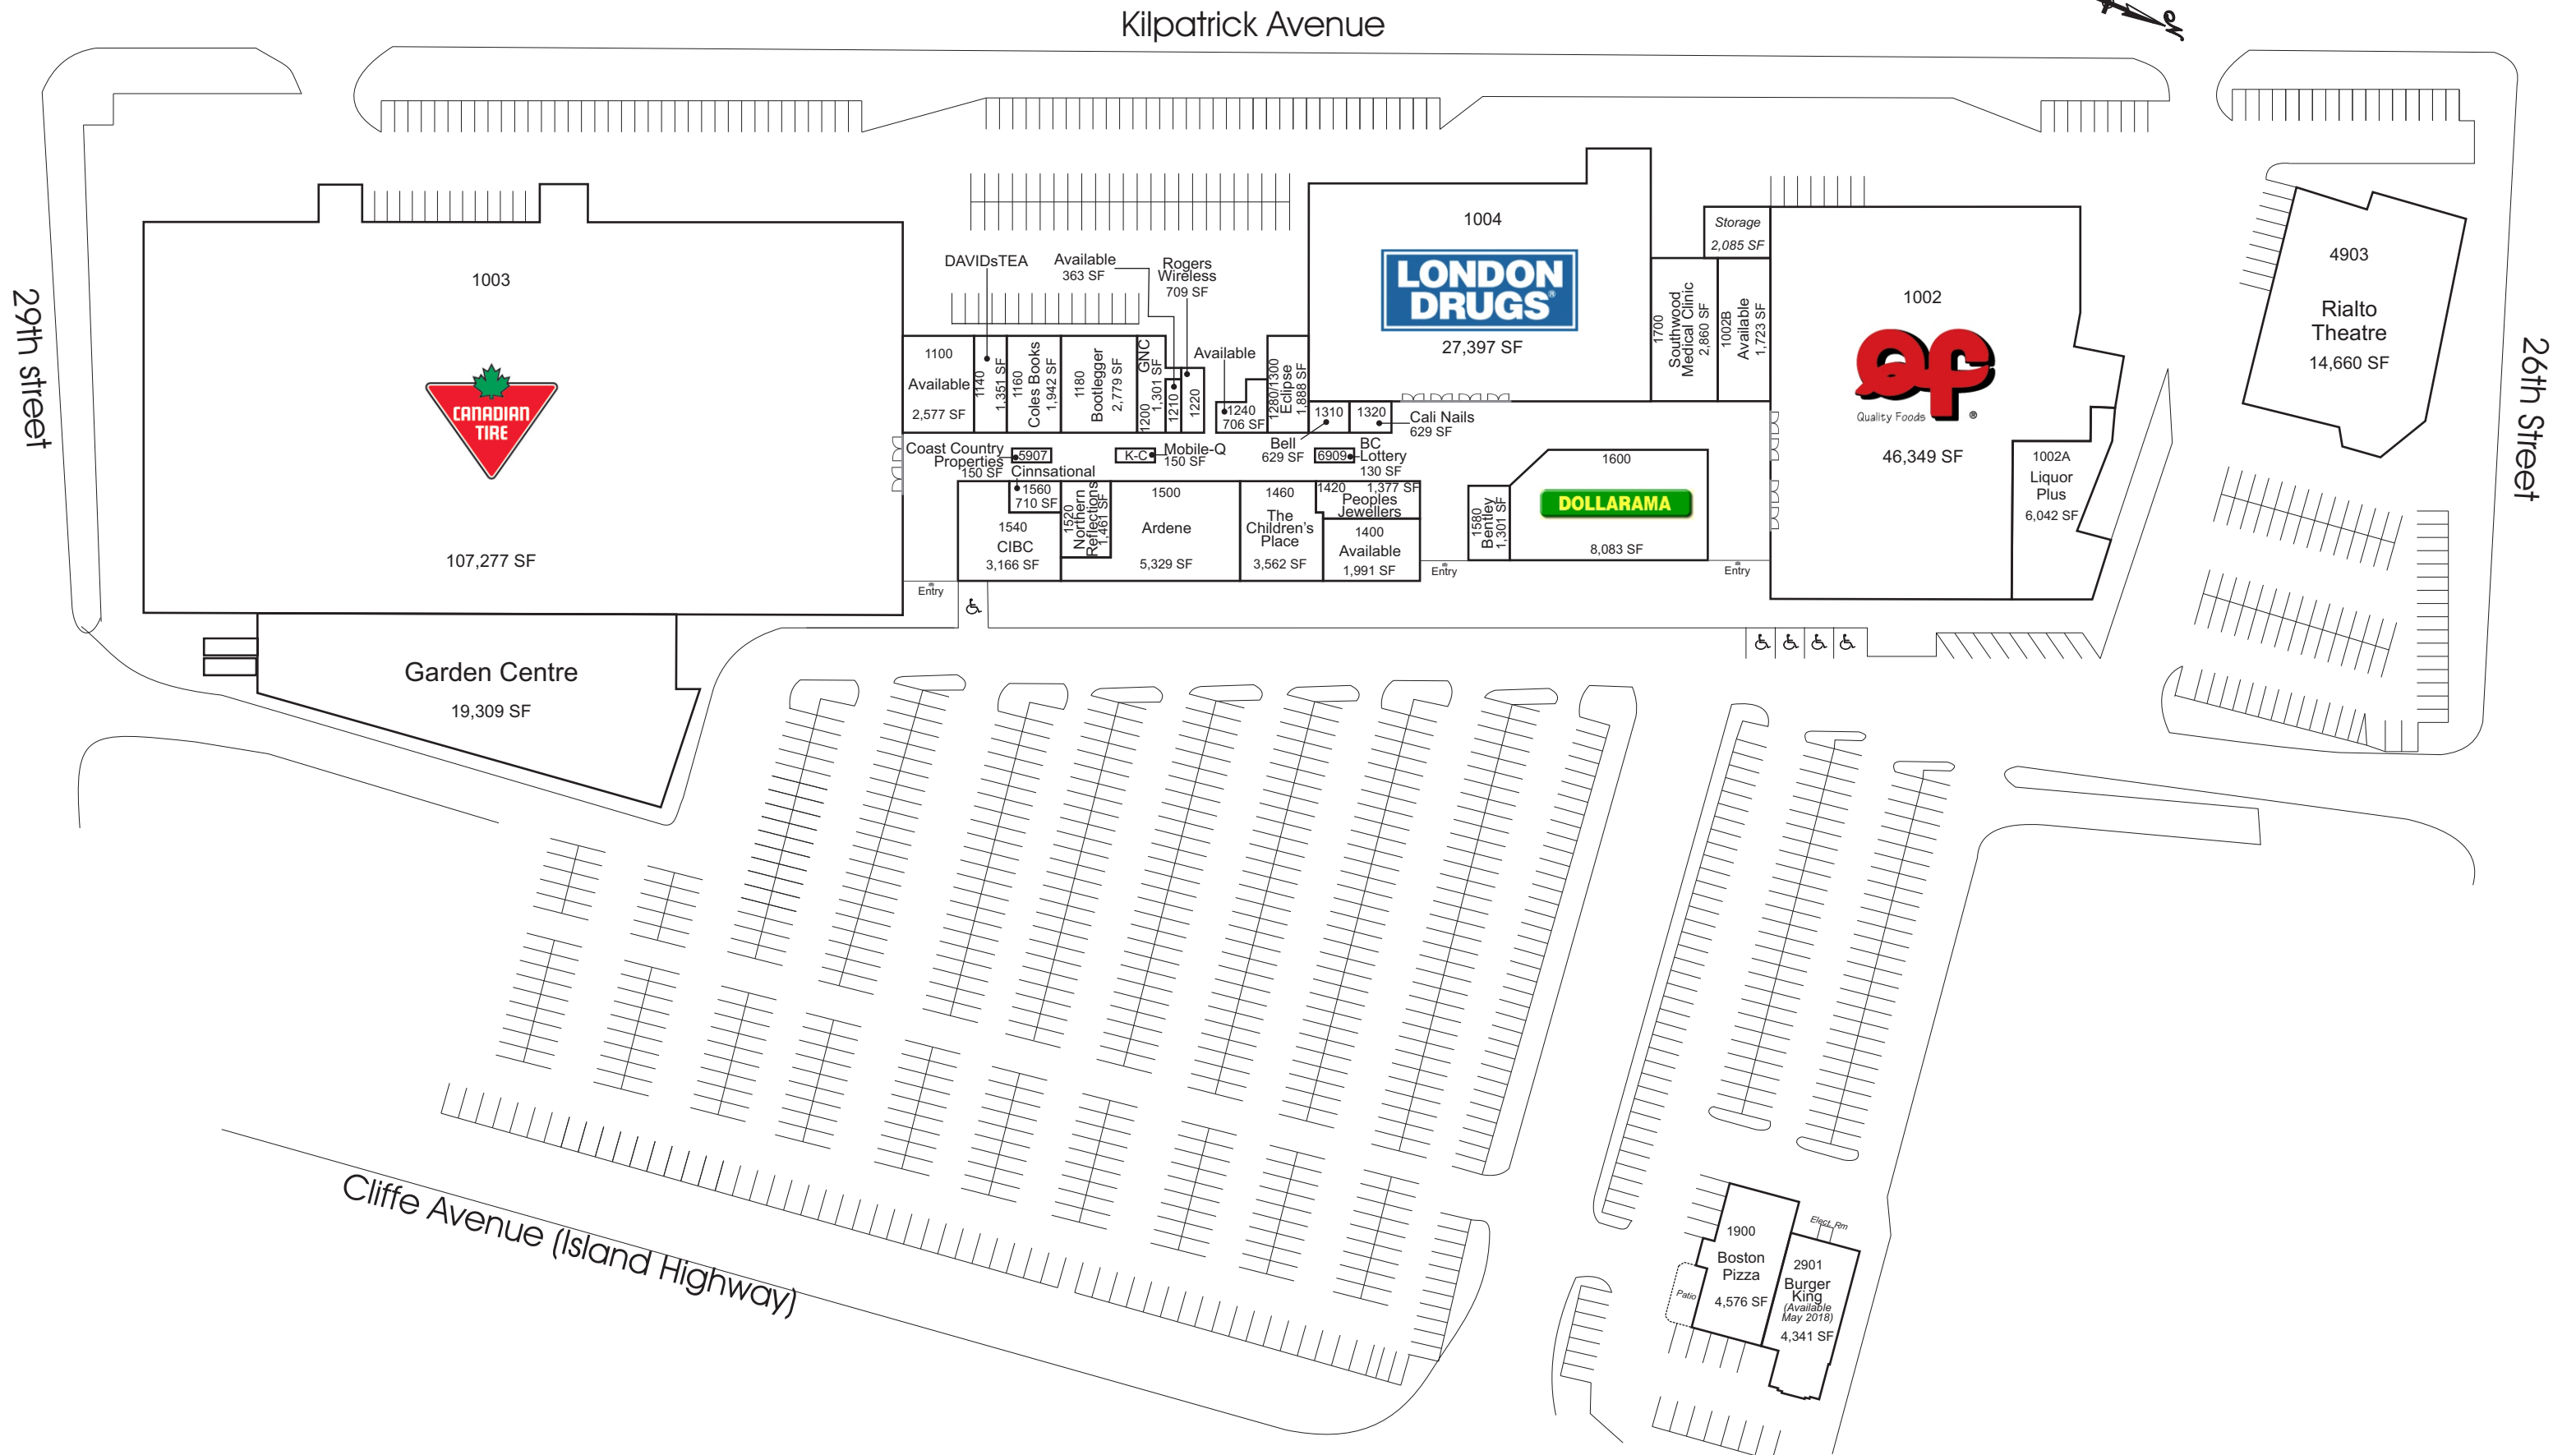 Kilpatrick Avenue
29th street
26th Street
1003
CANADIAN
TIRE
107,277 SF
Garden Centre
19,309 SF
DAVIDsTEA
Available
363 SF
Rogers
Wireless
709 SF
1100
Available
2,577 SF
1140
1,351 SF
1160
Coles Books
1,942 SF
1180
Bootlegger
2,779 SF
GNC
1200
1,301 SF
1210
1220
Available
1240
706 SF
1280/1300
Eclipse
1,888 SF
1004
LONDON
DRUGS®
27,397 SF
1310
1320
Cali Nails
629 SF
Bell
629 SF
BC
Lottery
130 SF
6909
Coast Country
Properties
150 SF
5907
K-C
Mobile-Q
150 SF
Cinnsational
1560
710 SF
1540
CIBC
3,166 SF
1520
Northern
Reflections
1,461 SF
1500
Ardene
5,329 SF
1460
The
Children's
Place
3,562 SF
1420
1,377 SF
Peoples
Jewellers
1400
Available
1,991 SF
1580
Bentley
1,301 SF
1600
DOLLARAMA
8,083 SF
Entry
Entry
Entry
1700
Southwood
Medical Clinic
2,860 SF
1002B
Available
1,723 SF
Storage
2,085 SF
1002
QF
Quality Foods ®
46,349 SF
1002A
Liquor
Plus
6,042 SF
4903
Rialto
Theatre
14,660 SF
1900
Boston
Pizza
4,576 SF
Patio
Elect. Rm
2901
Burger
King
(Available
May 2018)
4,341 SF
Cliffe Avenue (Island Highway)